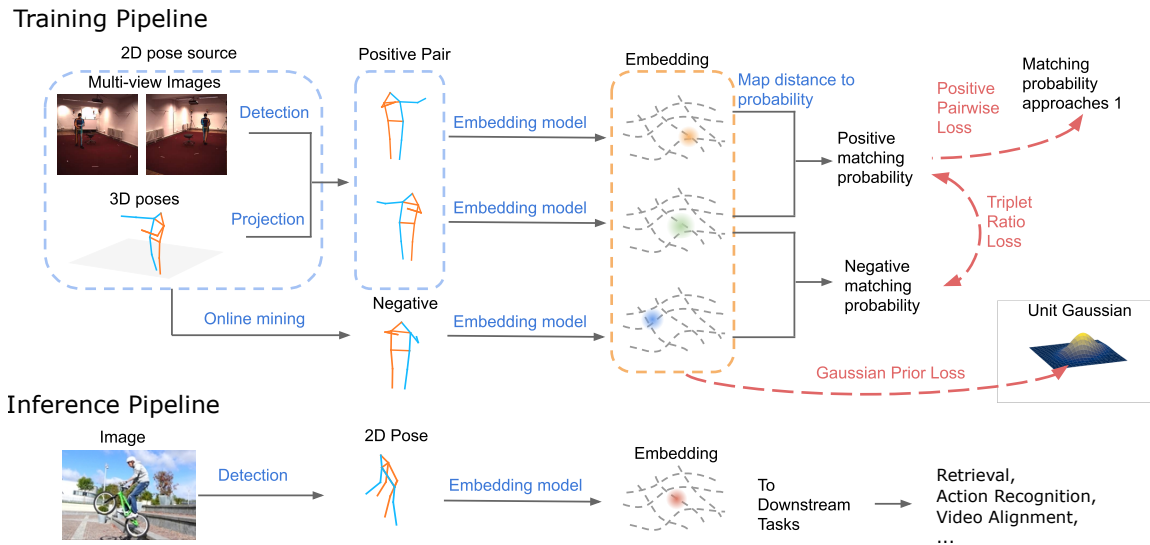 Training Pipeline
2D pose source
Multi-view Images
Detection
3D poses
Projection
Positive Pair
Embedding model
Embedding model
Online mining
Negative
Embedding model
Embedding
Map distance to
probability
Positive
matching
probability
Negative
matching
probability
Positive
Pairwise
Loss
Matching
probability
approaches 1
Triplet
Ratio
Loss
Unit Gaussian
Gaussian Prior Loss
Inference Pipeline
Image
Detection
2D Pose
Embedding model
Embedding
To
Downstream
Tasks
Retrieval,
Action Recognition,
Video Alignment,
...